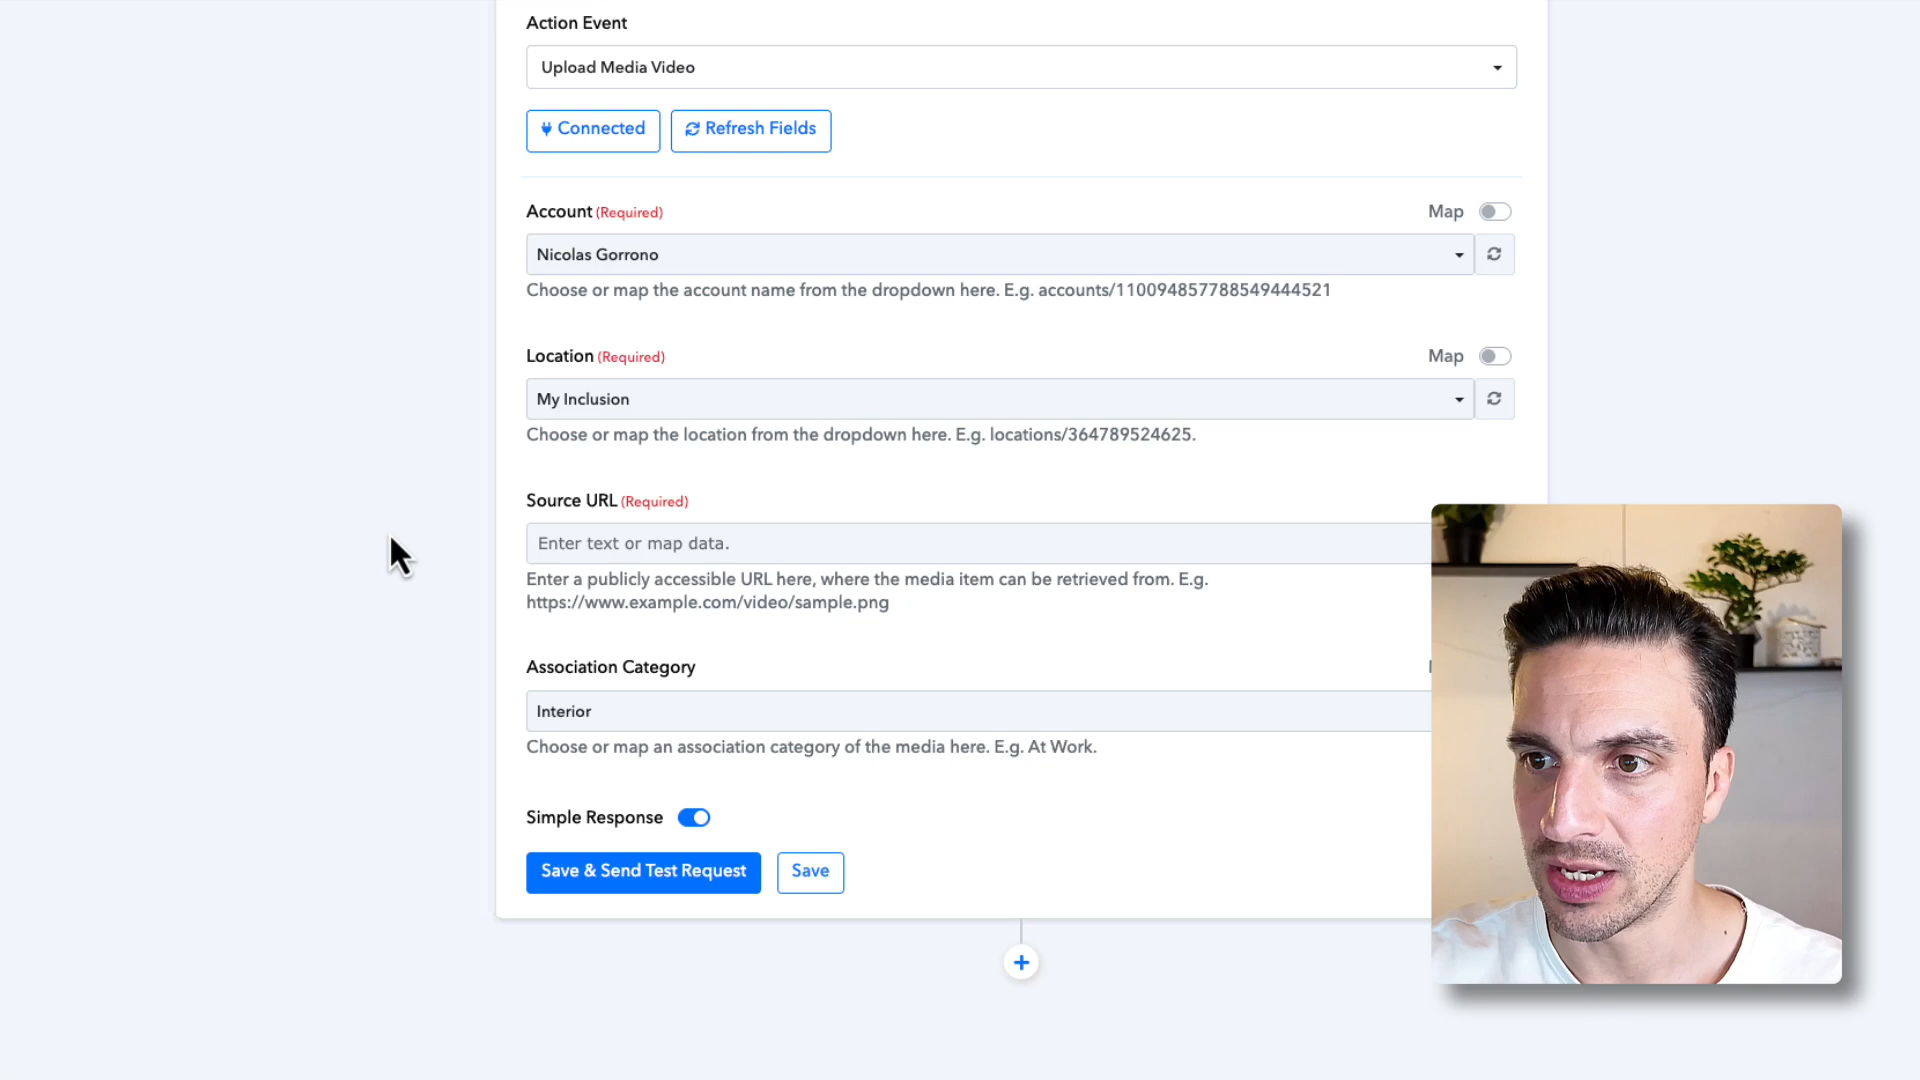 Action Event
Upload Media Video
Connected
Refresh Fields
Account (Required)
Map
Nicolas Gorrono
Choose or map the account name from the dropdown here. E.g. accounts/110094857788549444521
Location (Required)
Map
My Inclusion
Choose or map the location from the dropdown here. E.g. locations/364789524625.
Source URL (Required)
Enter text or map data.
Enter a publicly accessible URL here, where the media item can be retrieved from. E.g.
https://www.example.com/video/sample.png
Association Category
Interior
Choose or map an association category of the media here. E.g. At Work.
Simple Response
Save & Send Test Request
Save